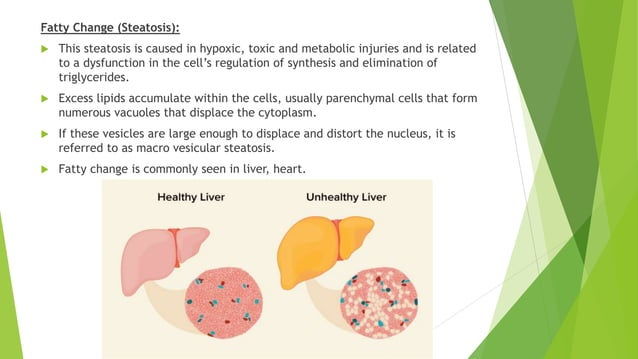 Fatty Change (Steatosis):
This steatosis is caused in hypoxic, toxic and metabolic injuries and is related
to a dysfunction in the cell’s regulation of synthesis and elimination of
triglycerides.
Excess lipids accumulate within the cells, usually parenchymal cells that form
numerous vacuoles that displace the cytoplasm.
If these vesicles are large enough to displace and distort the nucleus, it is
referred to as macro vesicular steatosis.
Fatty change is commonly seen in liver, heart.
Healthy Liver
Unhealthy Liver